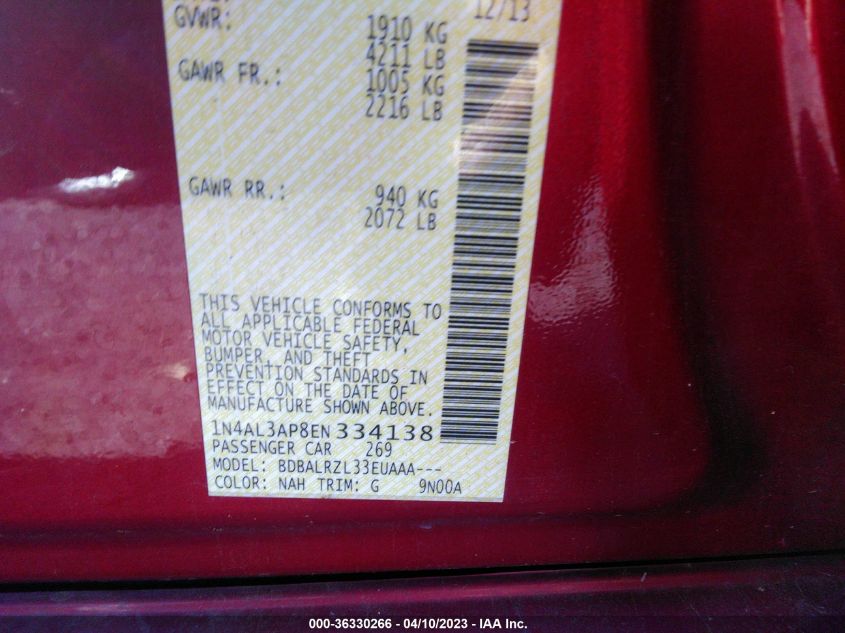 12/13
GVWR: 1910 KG
4211 LB
GAWR FR.: 1005 KG
2216 LB
GAWR RR.: 940 KG
2072 LB
THIS VEHICLE CONFORMS TO
ALL APPLICABLE FEDERAL
MOTOR VEHICLE SAFETY,
BUMPER, AND THEFT
PREVENTION STANDARDS IN
EFFECT ON THE DATE OF
MANUFACTURE SHOWN ABOVE.
1N4AL3AP8EN334138
PASSENGER CAR 269
MODEL: BDBALRZL33EUAAA---
COLOR: NAH TRIM: G 9N00A
000-36330266 - 04/10/2023 - IAA Inc.